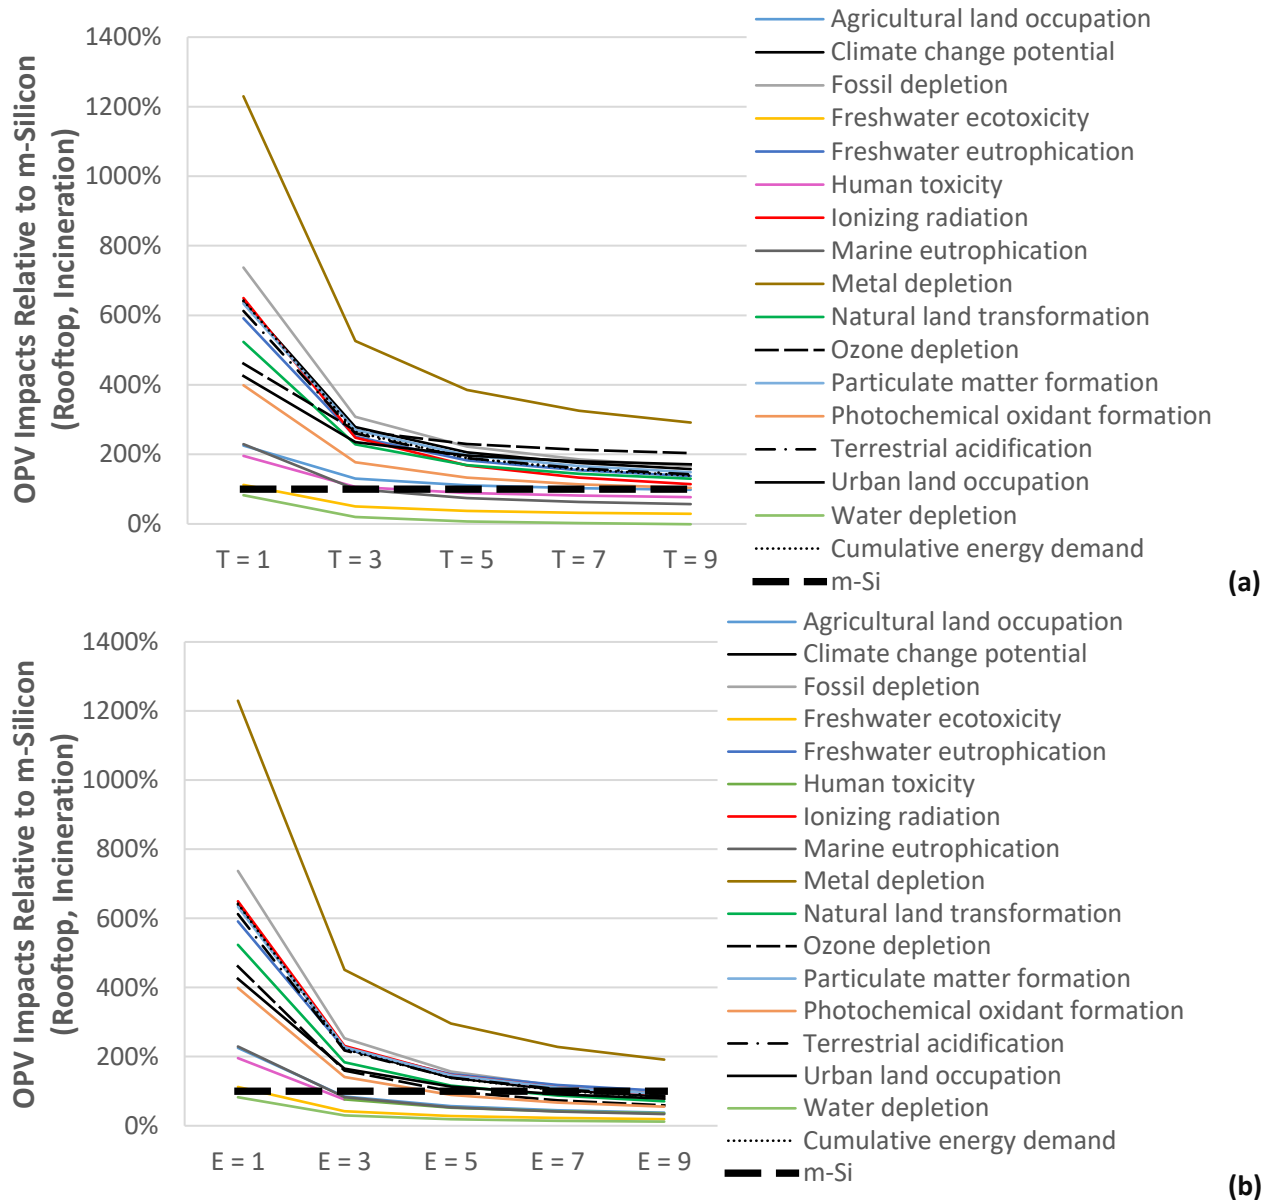 OPV Impacts Relative to m-Silicon
(Rooftop, Incineration)
1400%
1200%
1000%
800%
600%
400%
200%
0%
T = 1
T = 3
T = 5
T = 7
T = 9
Agricultural land occupation
Climate change potential
Fossil depletion
Freshwater ecotoxicity
Freshwater eutrophication
Human toxicity
Ionizing radiation
Marine eutrophication
Metal depletion
Natural land transformation
Ozone depletion
Particulate matter formation
Photochemical oxidant formation
Terrestrial acidification
Urban land occupation
Water depletion
Cumulative energy demand
m-Si
(a)
OPV Impacts Relative to m-Silicon
(Rooftop, Incineration)
1400%
1200%
1000%
800%
600%
400%
200%
0%
E = 1
E = 3
E = 5
E = 7
E = 9
Agricultural land occupation
Climate change potential
Fossil depletion
Freshwater ecotoxicity
Freshwater eutrophication
Human toxicity
Ionizing radiation
Marine eutrophication
Metal depletion
Natural land transformation
Ozone depletion
Particulate matter formation
Photochemical oxidant formation
Terrestrial acidification
Urban land occupation
Water depletion
Cumulative energy demand
m-Si
(b)